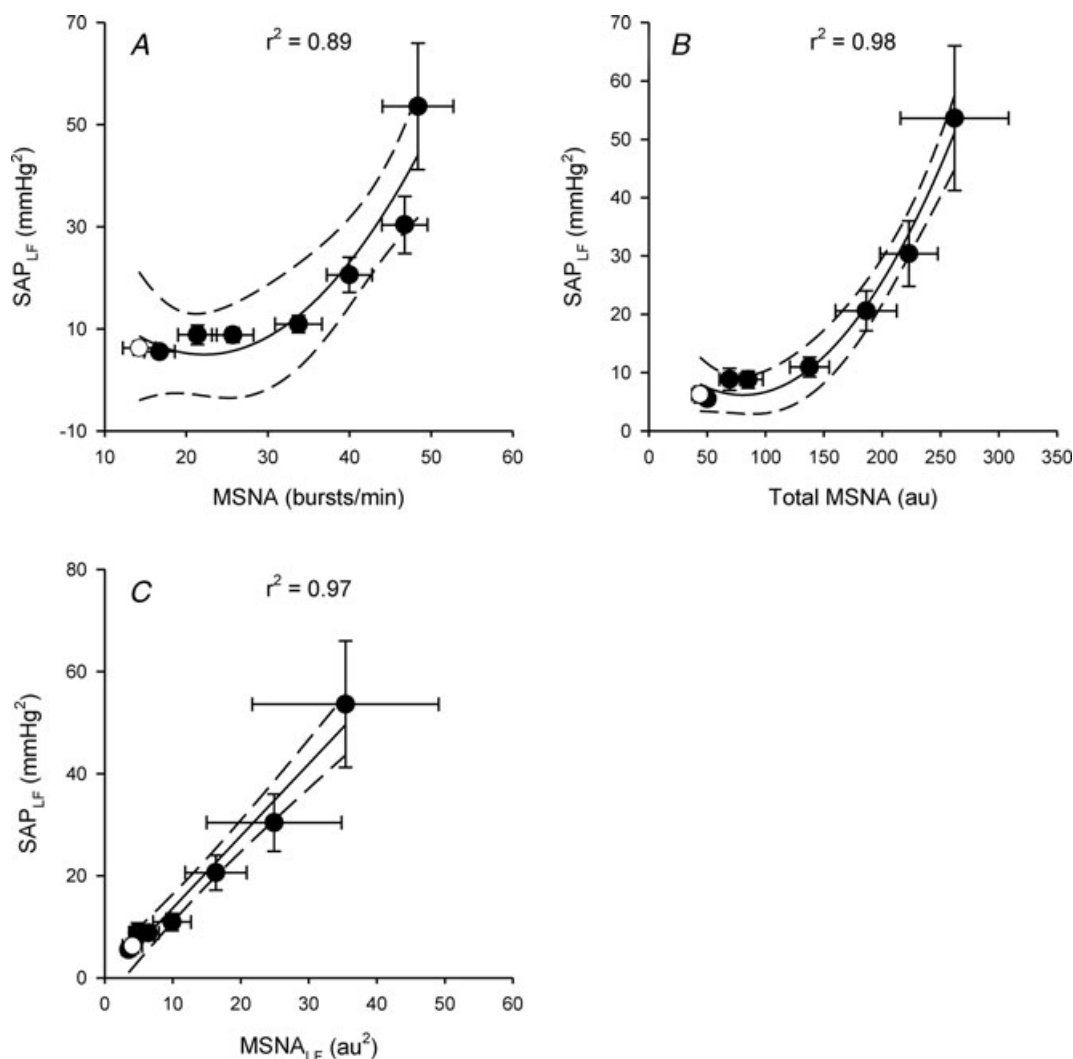 A
r² = 0.89
SAP_LF (mmHg²)
70
50
30
10
-10
10 20 30 40 50 60
MSNA (bursts/min)
B
r² = 0.98
SAP_LF (mmHg²)
70
60
50
40
30
20
10
0
0 50 100 150 200 250 300 350
Total MSNA (au)
C
r² = 0.97
SAP_LF (mmHg²)
80
60
40
20
0
0 10 20 30 40 50 60
MSNA_LF (au²)